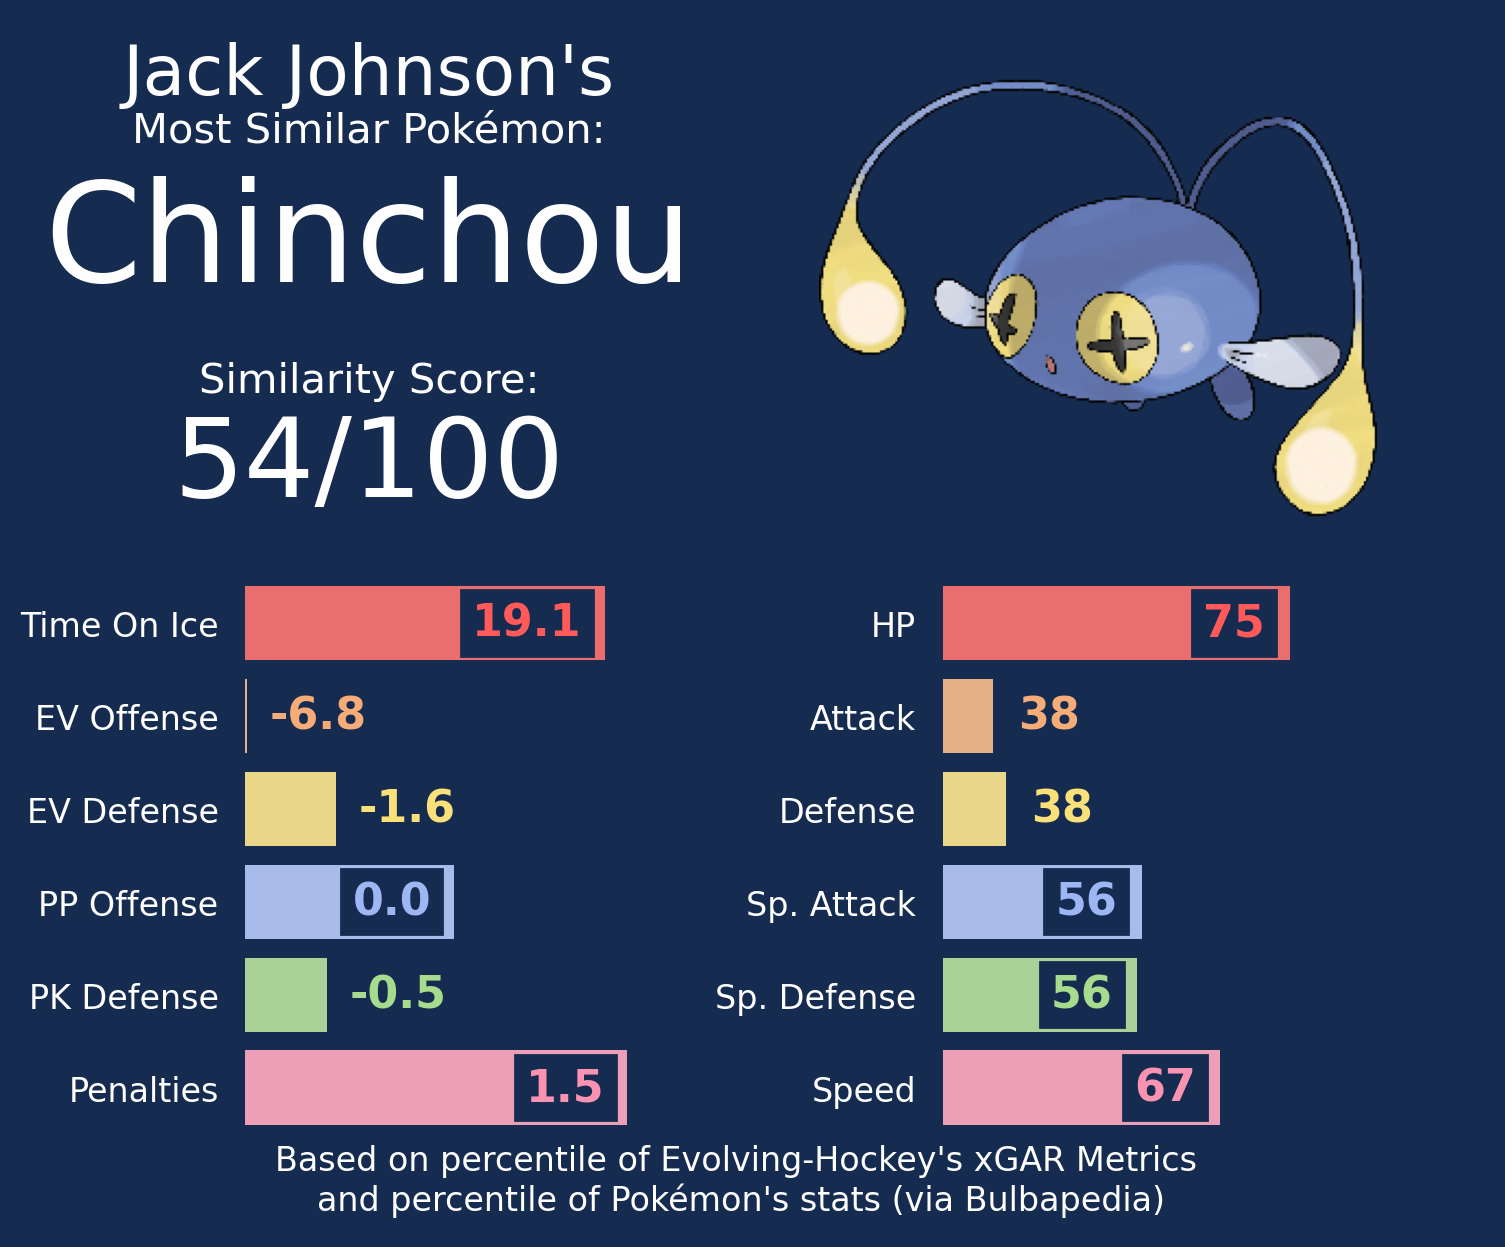 Jack Johnson's
Most Similar Pokémon:
Chinchou
Similarity Score:
54/100
Time On Ice 19.1
EV Offense -6.8
EV Defense -1.6
PP Offense 0.0
PK Defense -0.5
Penalties 1.5
HP 75
Attack 38
Defense 38
Sp. Attack 56
Sp. Defense 56
Speed 67
Based on percentile of Evolving-Hockey's xGAR Metrics
and percentile of Pokémon's stats (via Bulbapedia)